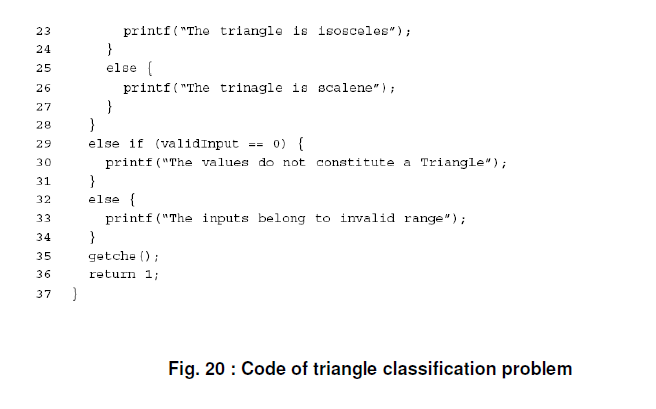 23 printf("The triangle is isosceles");
24 }
25 else {
26 printf("The trinagle is scalene");
27 }
28 }
29 else if (validInput == 0) {
30 printf("The values do not constitute a Triangle");
31 }
32 else {
33 printf("The inputs belong to invalid range");
34 }
35 getche();
36 return 1;
37 }
Fig. 20 : Code of triangle classification problem